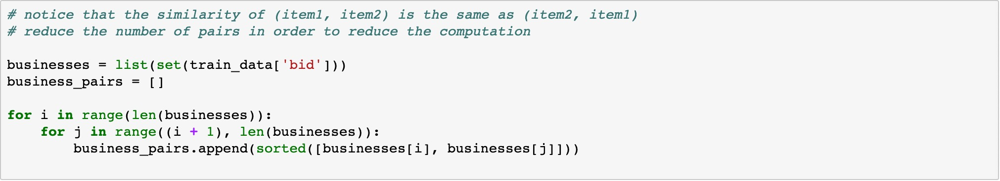 # notice that the similarity of (item1, item2) is the same as (item2, item1)
# reduce the number of pairs in order to reduce the computation
businesses = list(set(train_data['bid']))
business_pairs = []
for i in range(len(businesses)):
    for j in range((i + 1), len(businesses)):
        business_pairs.append(sorted([businesses[i], businesses[j]]))